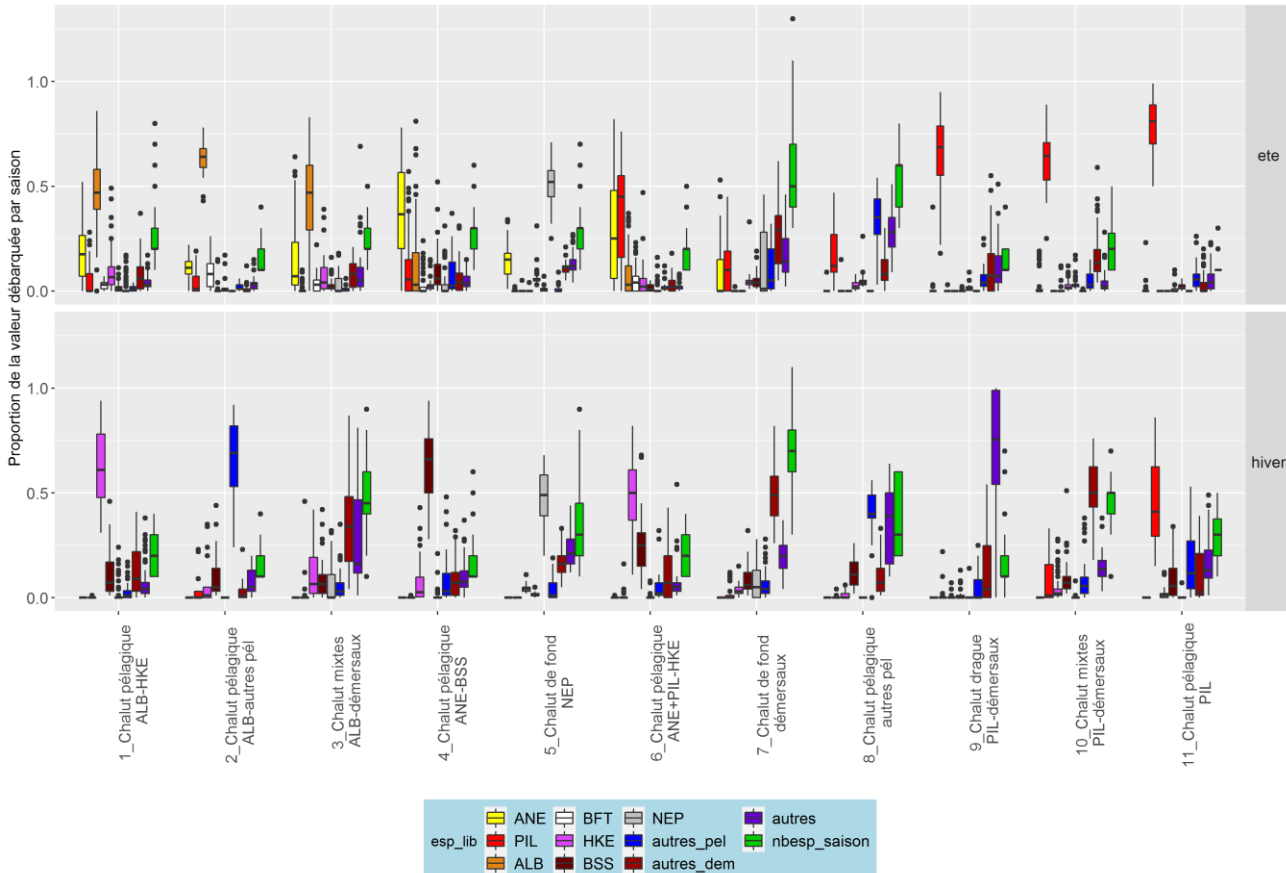 Proportion de la valeur débarquée par saison
1.0
0.5
0.0
ete
1.0
0.5
0.0
hiver
1_Chalut pélagique
ALB-HKE
2_Chalut pélagique
ALB-autres pél
3_Chalut mixtes
ALB-démersaux
4_Chalut pélagique
ANE-BSS
5_Chalut de fond
NEP
6_Chalut pélagique
ANE+PIL-HKE
7_Chalut de fond
démersaux
8_Chalut pélagique
autres pél
9_Chalut drague
PIL-démersaux
10_Chalut mixtes
PIL-démersaux
11_Chalut pélagique
PIL
esp_lib
ANE
PIL
ALB
BFT
HKE
BSS
NEP
autres_pel
autres_dem
autres
nbesp_saison